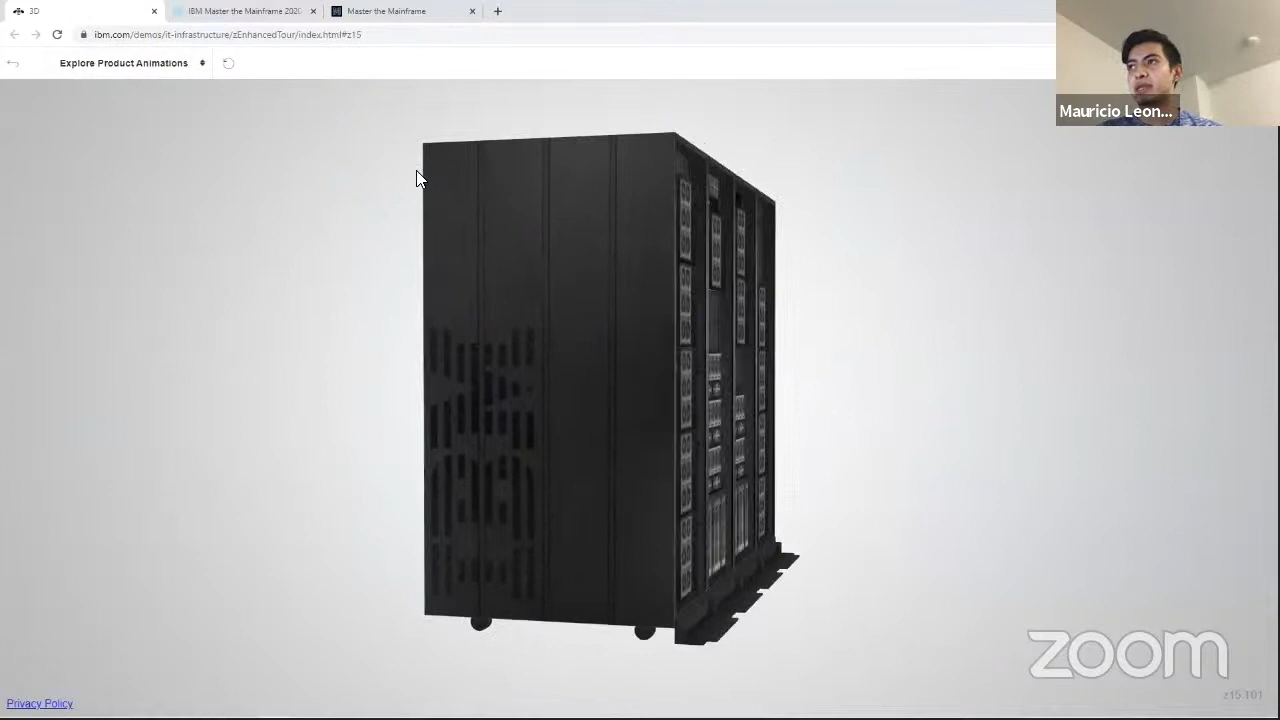 3D
IBM Master the Mainframe 2020
Master the Mainframe
ibm.com/demos/it-infrastructure/zEnhancedTour/index.html#z15
Explore Product Animations
Mauricio Leon...
IBM
zoom
z15.T01
Privacy Policy